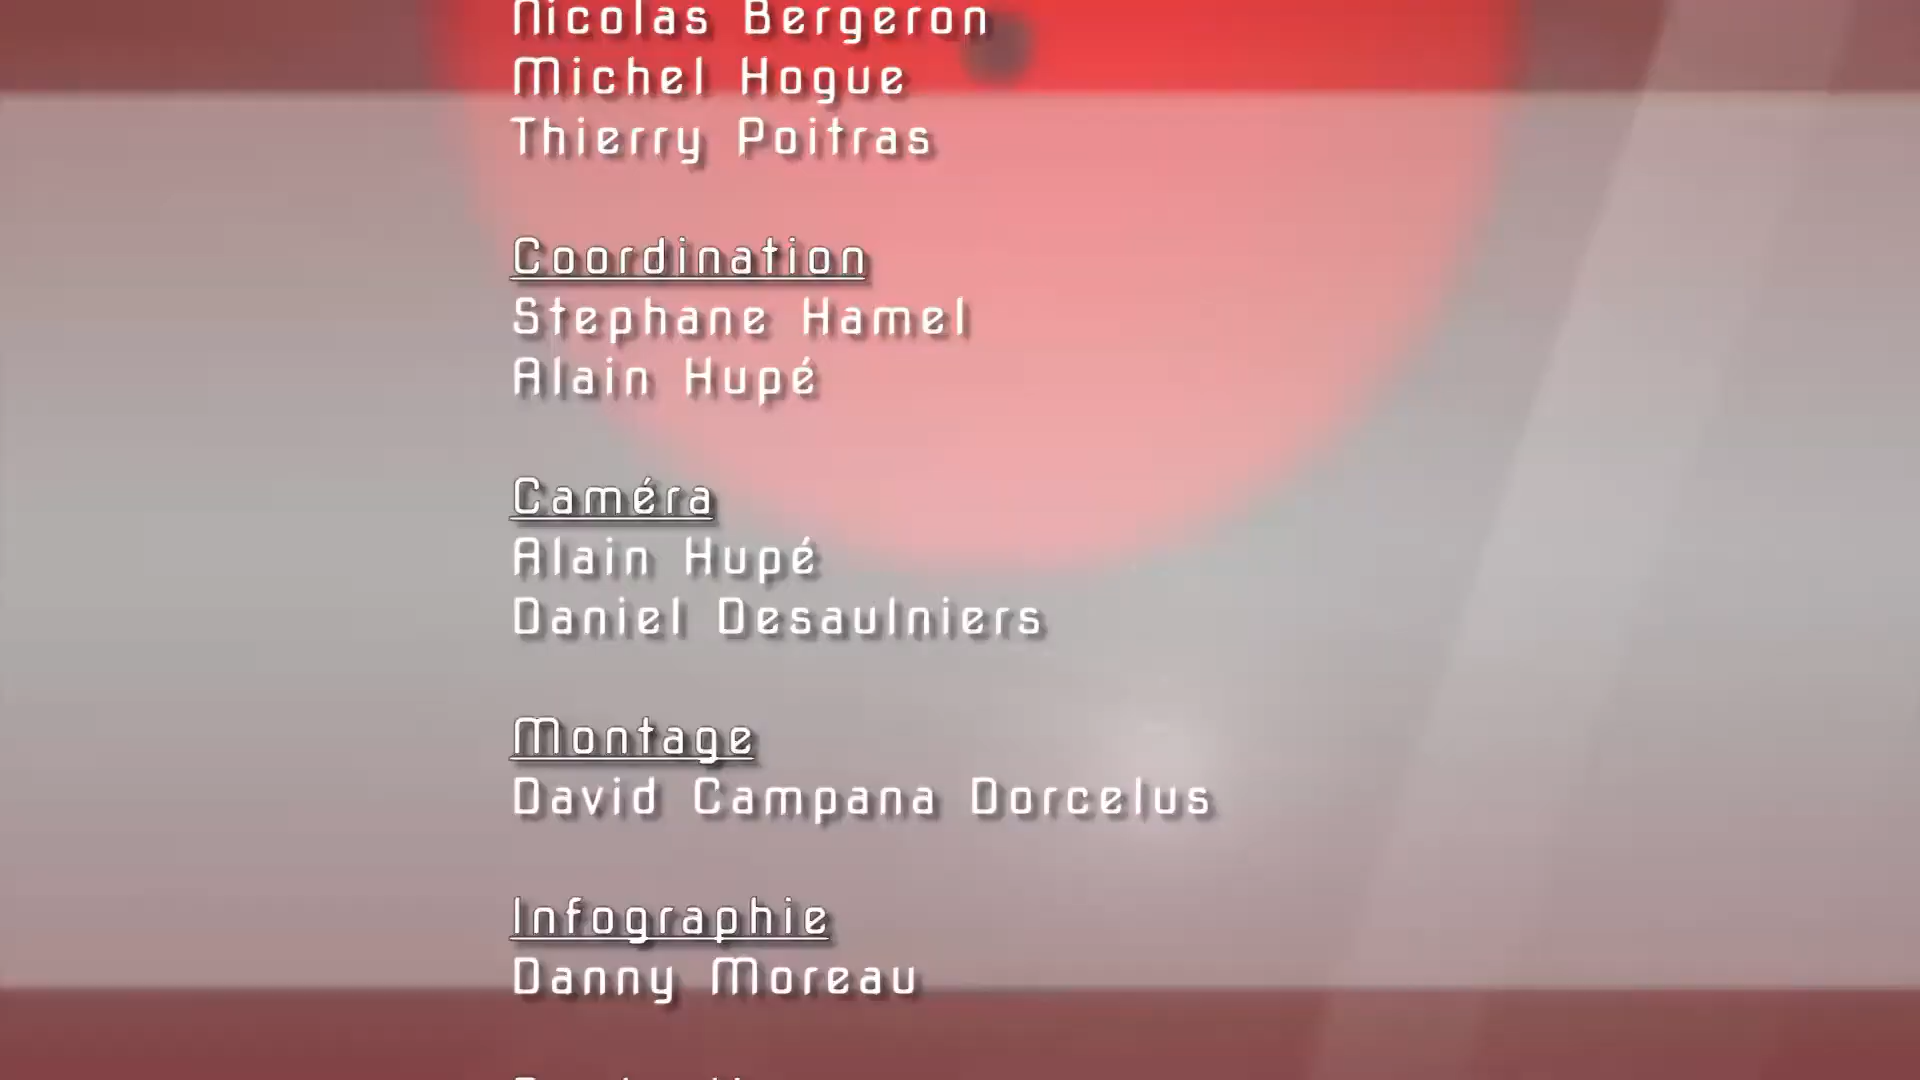 Nicolas Bergeron
Michel Hogue
Thierry Poitras
Coordination
Stephane Hamel
Alain Hupé
Caméra
Alain Hupé
Daniel Desaulniers
Montage
David Campana Dorcelus
Infographie
Danny Moreau